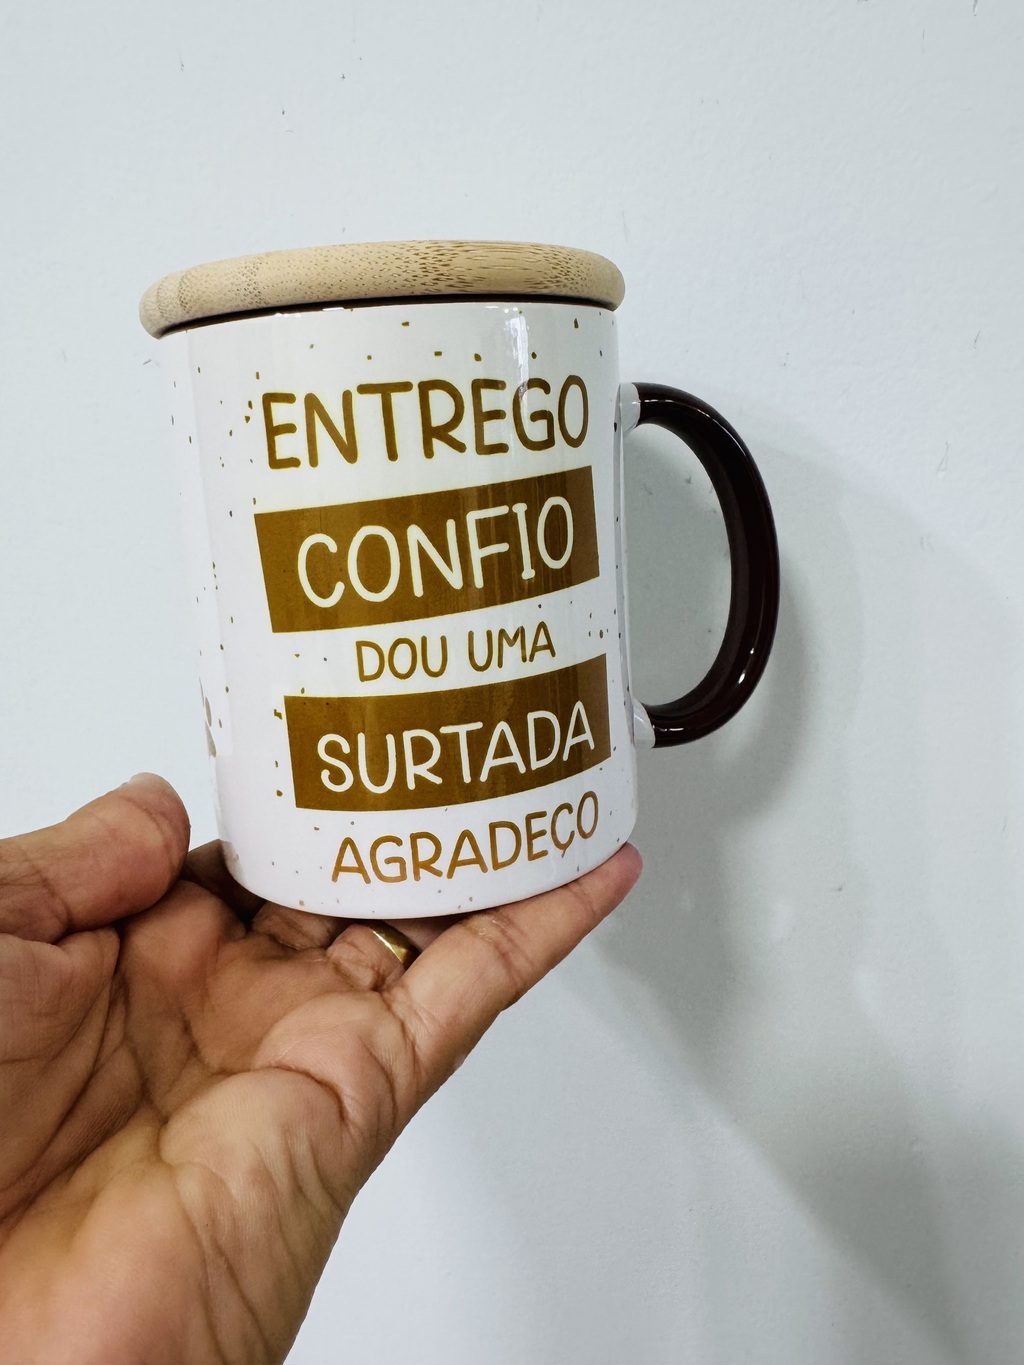 ENTREGO
CONFIO
DOU UMA
SURTADA
AGRADEÇO